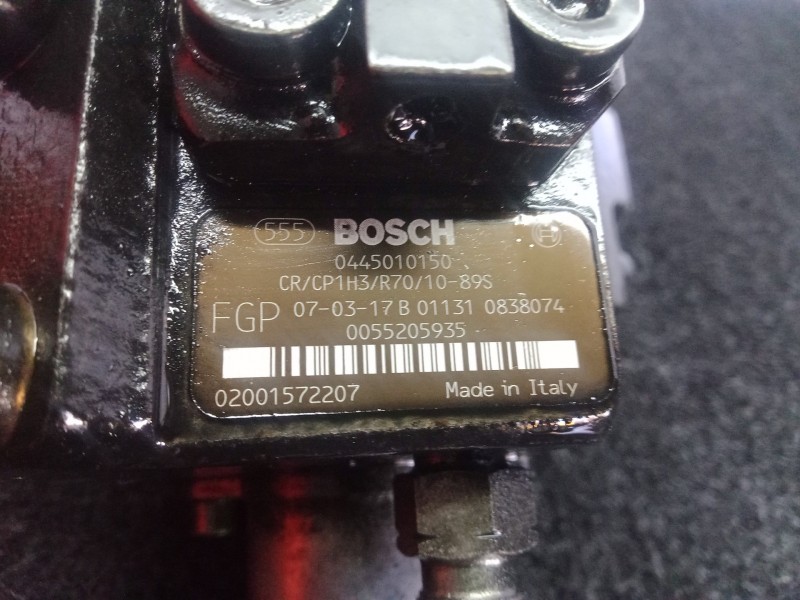 555 BOSCH
0445010150
CR/CP1H3/R70/10-89S
FGP 07-03-17 B 01131 0838074
0055205935
02001572207 Made in Italy